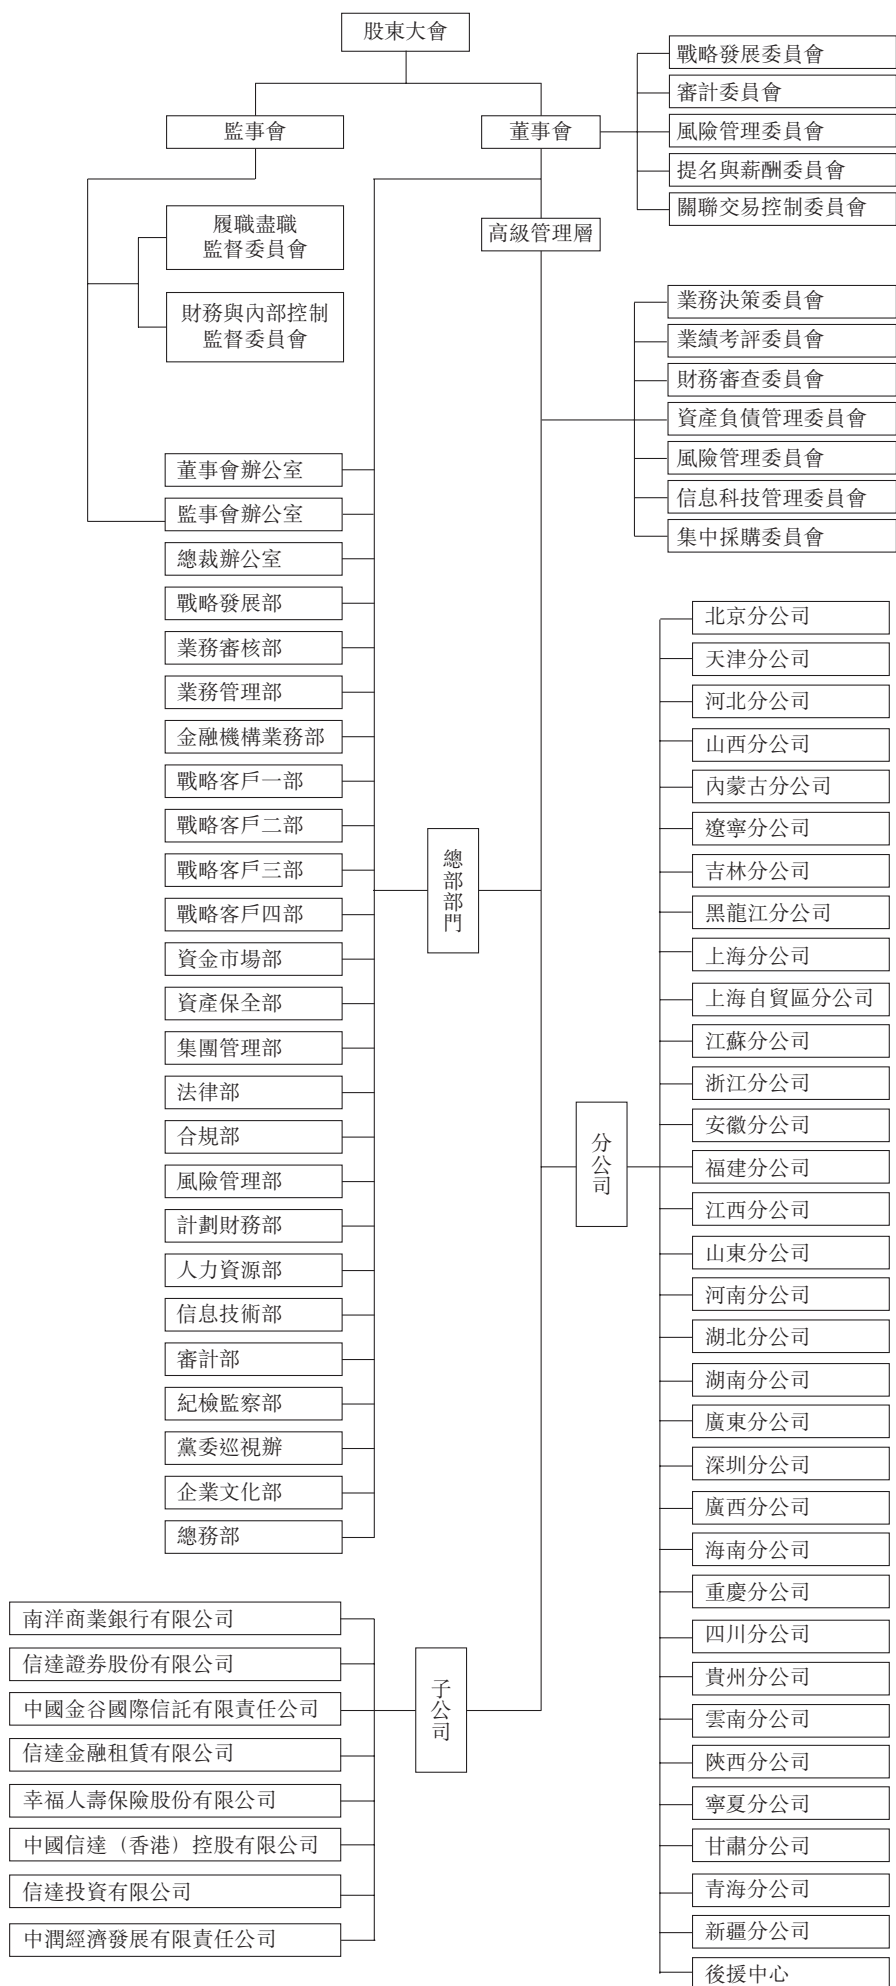 股東大會
監事會
董事會
戰略發展委員會
審計委員會
風險管理委員會
提名與薪酬委員會
關聯交易控制委員會
履職盡職
監督委員會
財務與內部控制
監督委員會
高級管理層
業務決策委員會
業績考評委員會
財務審查委員會
資產負債管理委員會
風險管理委員會
信息科技管理委員會
集中採購委員會
董事會辦公室
監事會辦公室
總裁辦公室
戰略發展部
業務審核部
業務管理部
金融機構業務部
戰略客戶一部
戰略客戶二部
戰略客戶三部
戰略客戶四部
資金市場部
資產保全部
集團管理部
法律部
合規部
風險管理部
計劃財務部
人力資源部
信息技術部
審計部
紀檢監察部
黨委巡視辦
企業文化部
總務部
總部部門
分公司
北京分公司
天津分公司
河北分公司
山西分公司
內蒙古分公司
遼寧分公司
吉林分公司
黑龍江分公司
上海分公司
上海自貿區分公司
江蘇分公司
浙江分公司
安徽分公司
福建分公司
江西分公司
山東分公司
河南分公司
湖北分公司
湖南分公司
廣東分公司
深圳分公司
廣西分公司
海南分公司
重慶分公司
四川分公司
貴州分公司
雲南分公司
陝西分公司
寧夏分公司
甘肅分公司
青海分公司
新疆分公司
後援中心
南洋商業銀行有限公司
信達證券股份有限公司
中國金谷國際信託有限責任公司
信達金融租賃有限公司
幸福人壽保險股份有限公司
中國信達（香港）控股有限公司
信達投資有限公司
中潤經濟發展有限責任公司
子公司